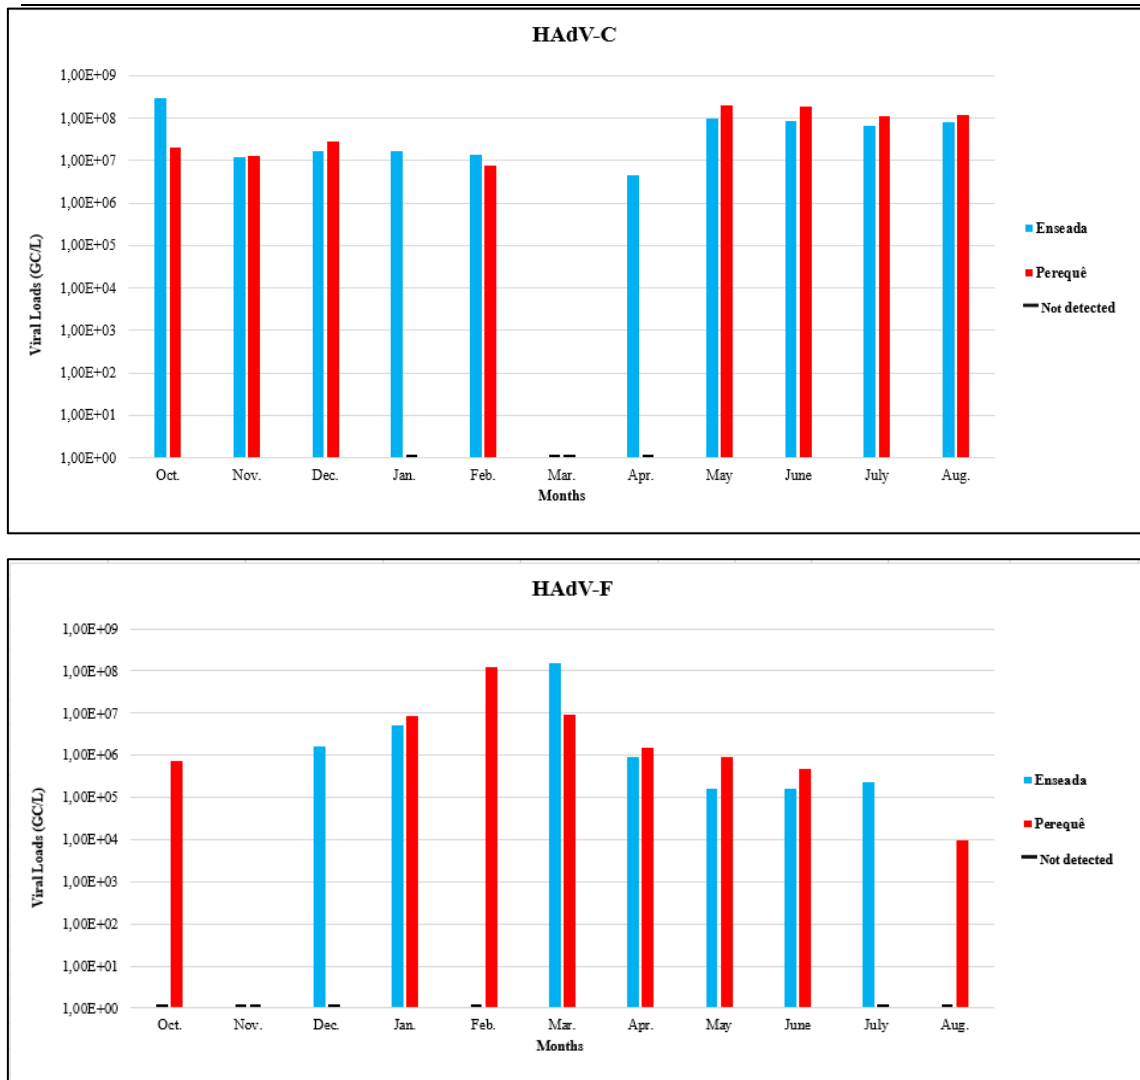 HAdV-C
1,00E+09
1,00E+08
1,00E+07
1,00E+06
1,00E+05
1,00E+04
1,00E+03
1,00E+02
1,00E+01
1,00E+00
Viral Loads (GC/L)
Oct. Nov. Dec. Jan. Feb. Mar. Apr. May June July Aug.
Months
Enseada
Perequê
Not detected
HAdV-F
1,00E+09
1,00E+08
1,00E+07
1,00E+06
1,00E+05
1,00E+04
1,00E+03
1,00E+02
1,00E+01
1,00E+00
Viral Loads (GC/L)
Oct. Nov. Dec. Jan. Feb. Mar. Apr. May June July Aug.
Months
Enseada
Perequê
Not detected